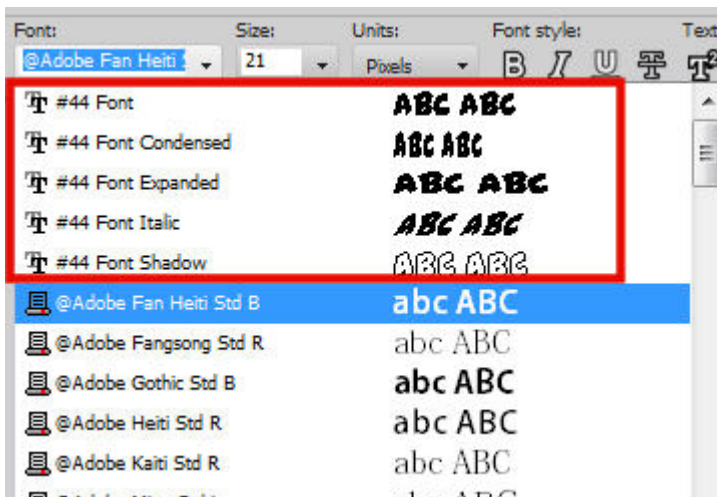 Font: Size: Units: Font style: Text
@Adobe Fan Heiti 21 Pixels B I U T T²
#44 Font ABC ABC
#44 Font Condensed ABC ABC
#44 Font Expanded ABC ABC
#44 Font Italic ABC ABC
#44 Font Shadow ABC ABC
@Adobe Fan Heiti Std B abc ABC
@Adobe Fangsong Std R abc ABC
@Adobe Gothic Std B abc ABC
@Adobe Heiti Std R abc ABC
@Adobe Kaiti Std R abc ABC